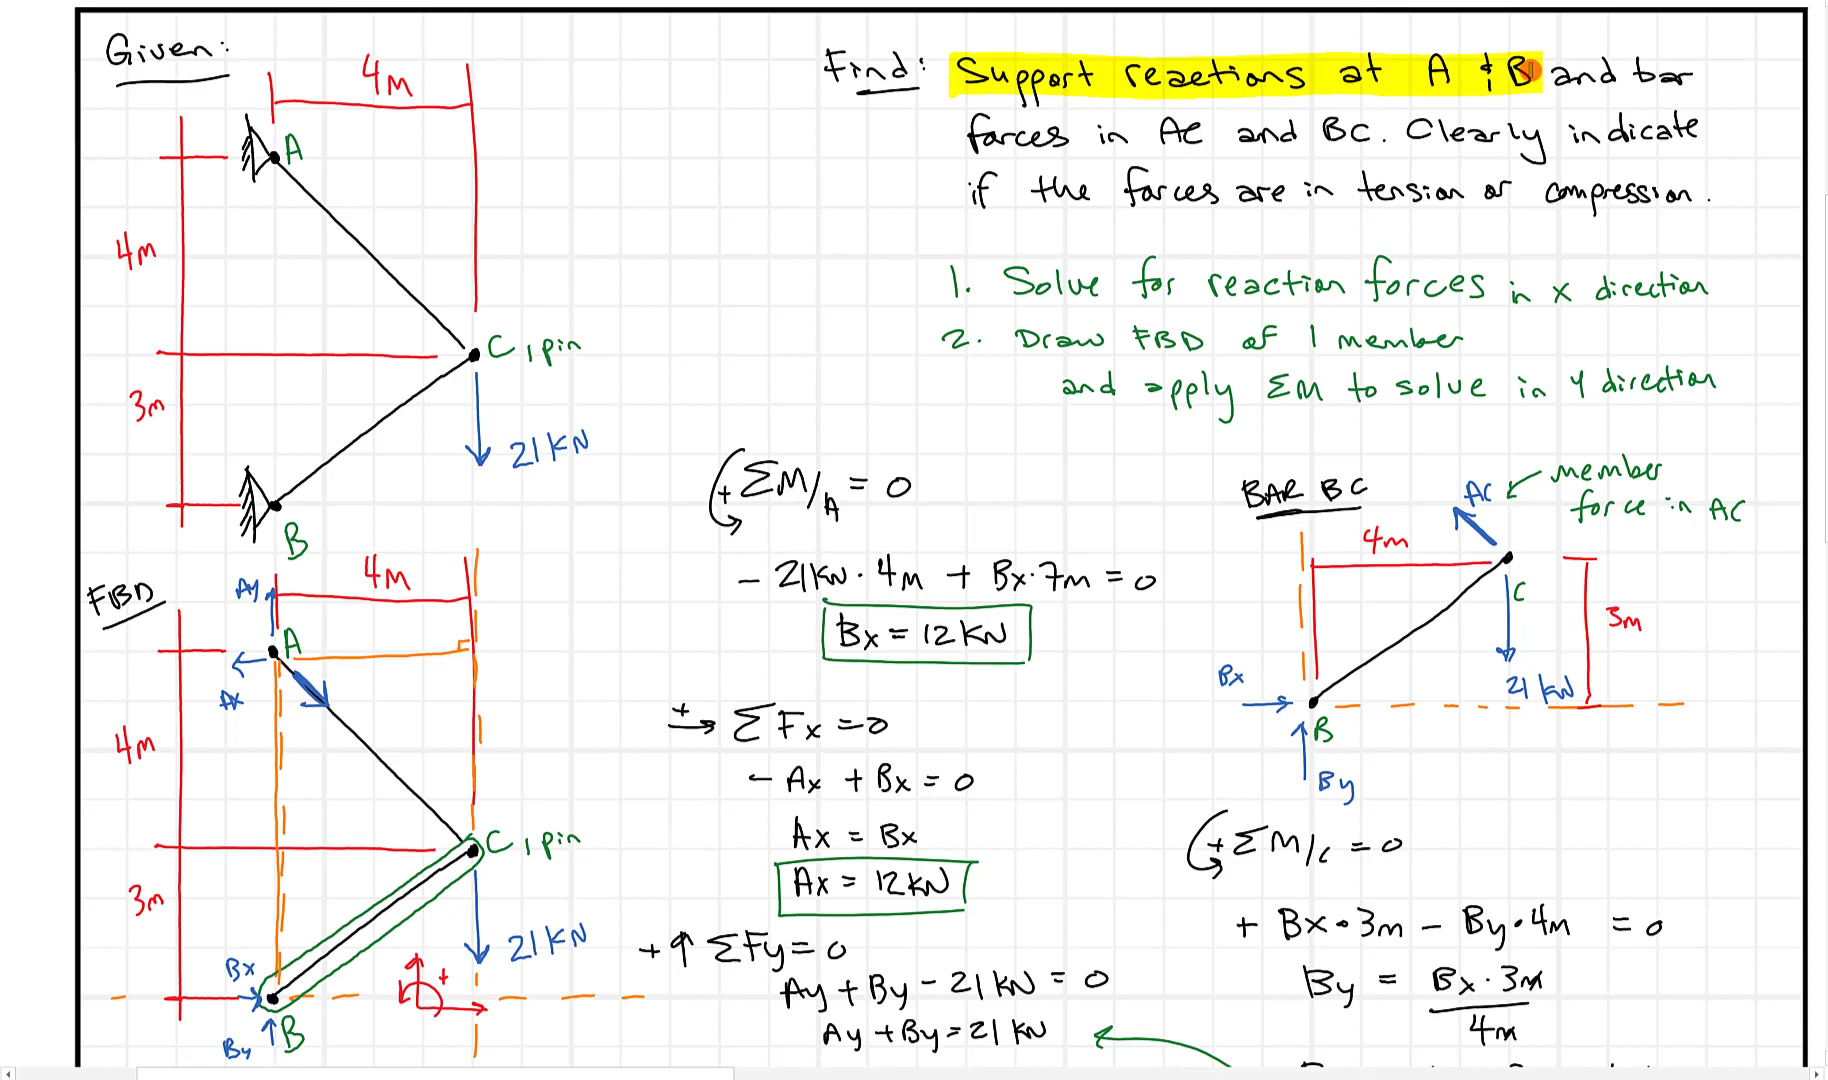 Given:
4m
A
4m
C, pin
3m
21 KN
B
Find: Support reactions at A & B and bar
forces in AC and BC. Clearly indicate
if the forces are in tension or compression.
1. Solve for reaction forces in x direction
2. Draw FBD of 1 member
and apply ΣM to solve in Y direction
FBD
4m
Ay
A
Ax
4m
C, pin
3m
21 KN
Bx
+
B
By
+ ΣM/A = 0
- 21KN · 4m + Bx · 7m = 0
Bx = 12 KN
+→ ΣFx = 0
- Ax + Bx = 0
Ax = Bx
Ax = 12 KN
+↑ ΣFy = 0
Ay + By - 21 KN = 0
Ay + By = 21 KN
BAR BC
AC
member
force in AC
4m
C
3m
Bx
21 KN
B
By
+ ΣM/C = 0
+ Bx · 3m - By · 4m = 0
By = Bx · 3m
4m